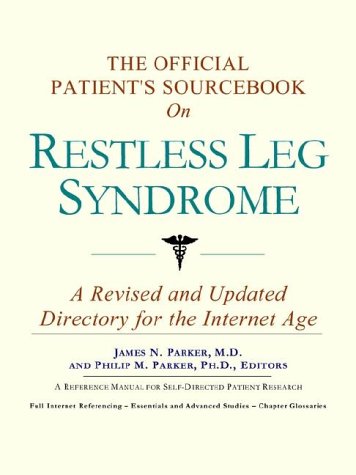 THE OFFICIAL
PATIENT'S SOURCEBOOK
On
RESTLESS LEG
SYNDROME
A Revised and Updated
Directory for the Internet Age
JAMES N. PARKER, M.D.
AND PHILIP M. PARKER, PH.D., EDITORS
A REFERENCE MANUAL FOR SELF-DIRECTED PATIENT RESEARCH
Full Internet Referencing – Essentials and Advanced Studies – Chapter Glossaries